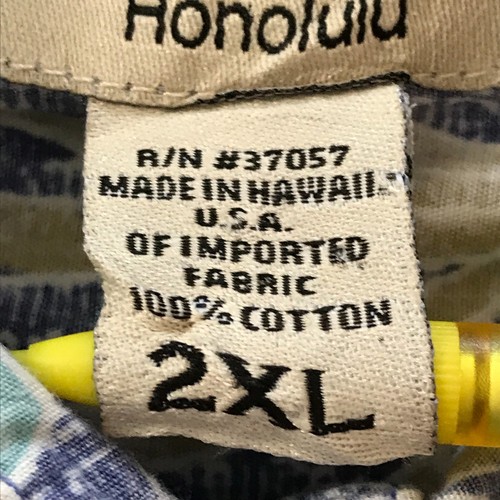 Honolulu
R/N #37057
MADE IN HAWAII
U.S.A.
OF IMPORTED
FABRIC
100% COTTON
2XL